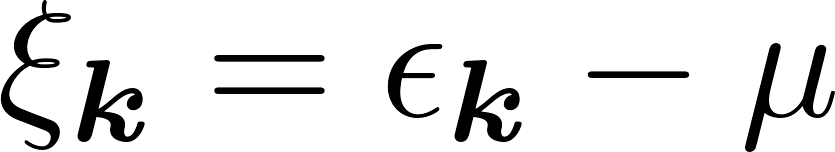 ξ_𝒌 = ϵ_𝒌 − μ